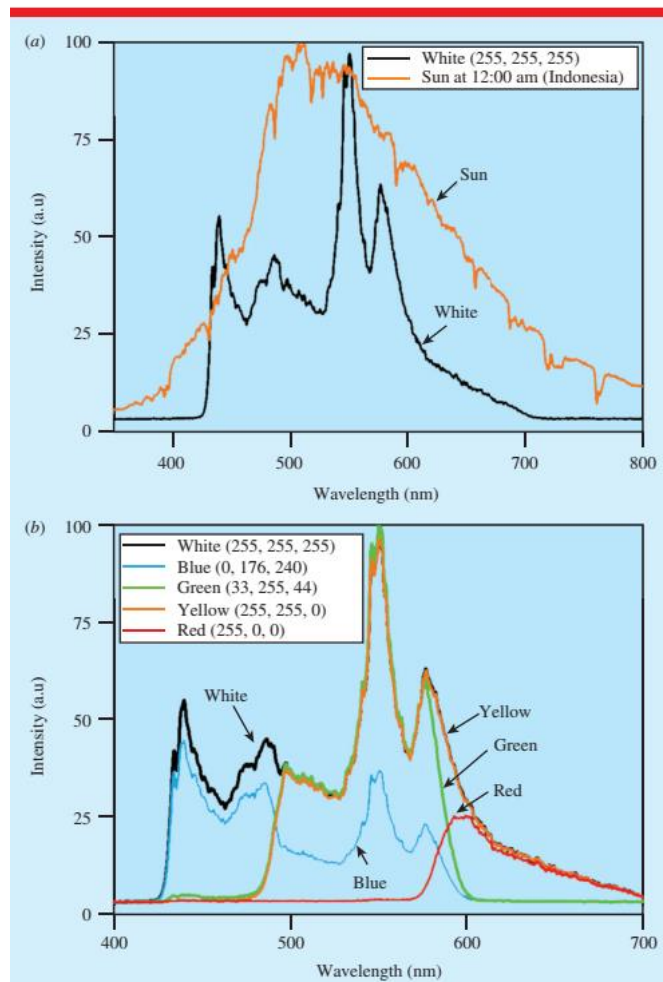 (a)
100
75
50
25
0
Intensity (a.u)
White (255, 255, 255)
Sun at 12:00 am (Indonesia)
Sun
White
400
500
600
700
800
Wavelength (nm)
(b)
100
75
50
25
0
Intensity (a.u)
White (255, 255, 255)
Blue (0, 176, 240)
Green (33, 255, 44)
Yellow (255, 255, 0)
Red (255, 0, 0)
White
Yellow
Green
Red
Blue
400
500
600
700
Wavelength (nm)